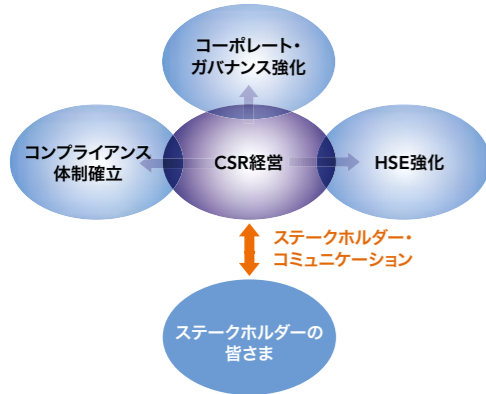 コーポレート・
ガバナンス強化
コンプライアンス
体制確立
CSR経営
HSE強化
ステークホルダー・
コミュニケーション
ステークホルダーの
皆さま